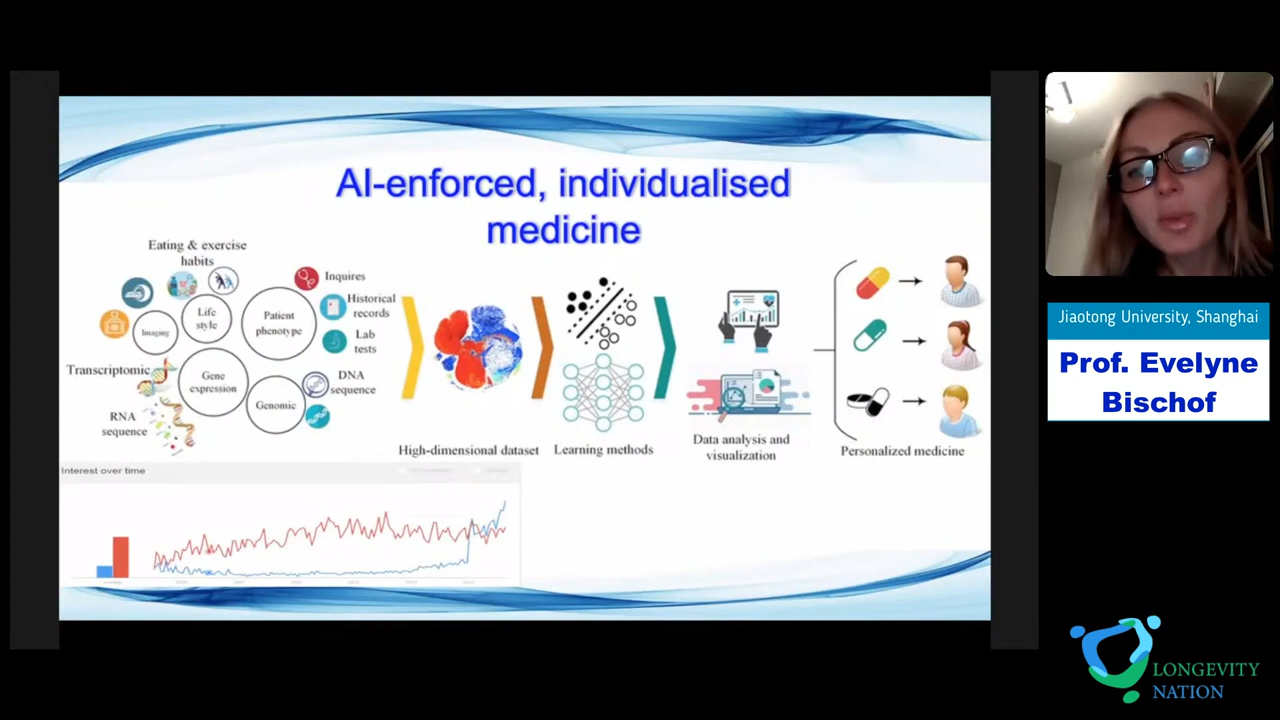 AI-enforced, individualised
medicine
Eating & exercise
habits
Imaging
Life
style
Patient
phenotype
Inquires
Historical
records
Lab
tests
Transcriptomic
Gene
expression
Genomic
DNA
sequence
RNA
sequence
High-dimensional dataset
Learning methods
Data analysis and
visualization
Personalized medicine
Interest over time
Jiaotong University, Shanghai
Prof. Evelyne
Bischof
LONGEVITY
NATION